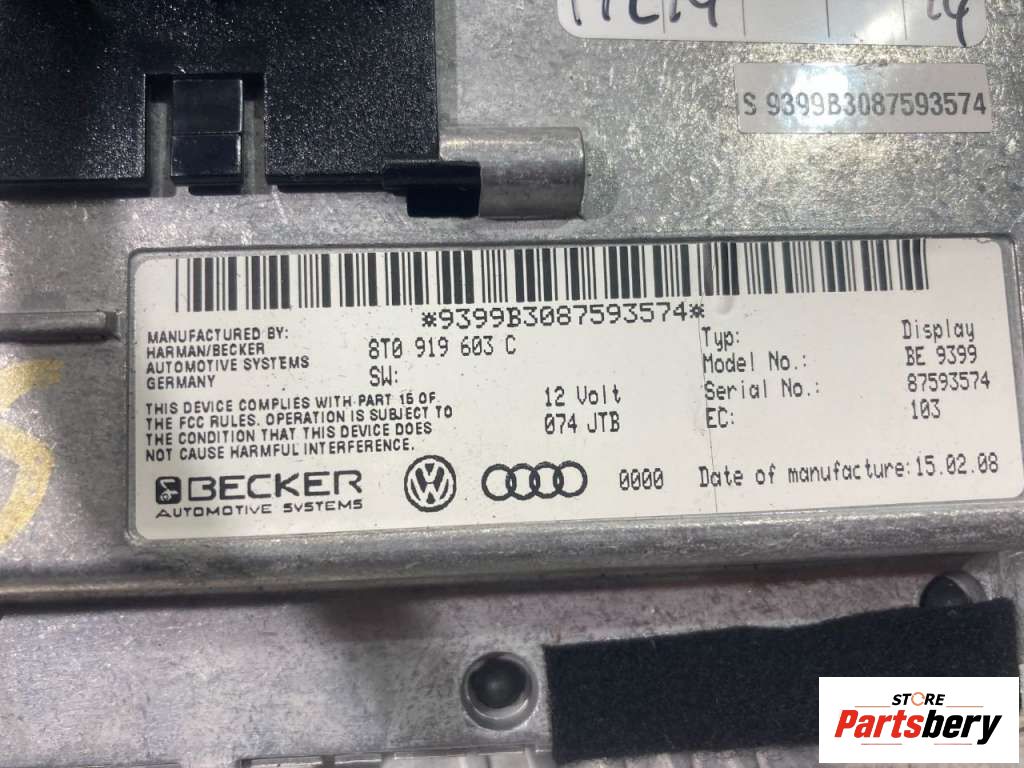 S 9399B3087593574
*9399B3087593574*
MANUFACTURED BY:
HARMAN/BECKER
AUTOMOTIVE SYSTEMS
GERMANY
8T0 919 603 C
SW:
Typ: Display
Model No.: BE 9399
Serial No.: 87593574
EC: 103
THIS DEVICE COMPLIES WITH PART 15 OF
THE FCC RULES. OPERATION IS SUBJECT TO
THE CONDITION THAT THIS DEVICE DOES
NOT CAUSE HARMFUL INTERFERENCE.
12 Volt
074 JTB
BECKER
AUTOMOTIVE SYSTEMS
0000
Date of manufacture:15.02.08
STORE
Partsbery